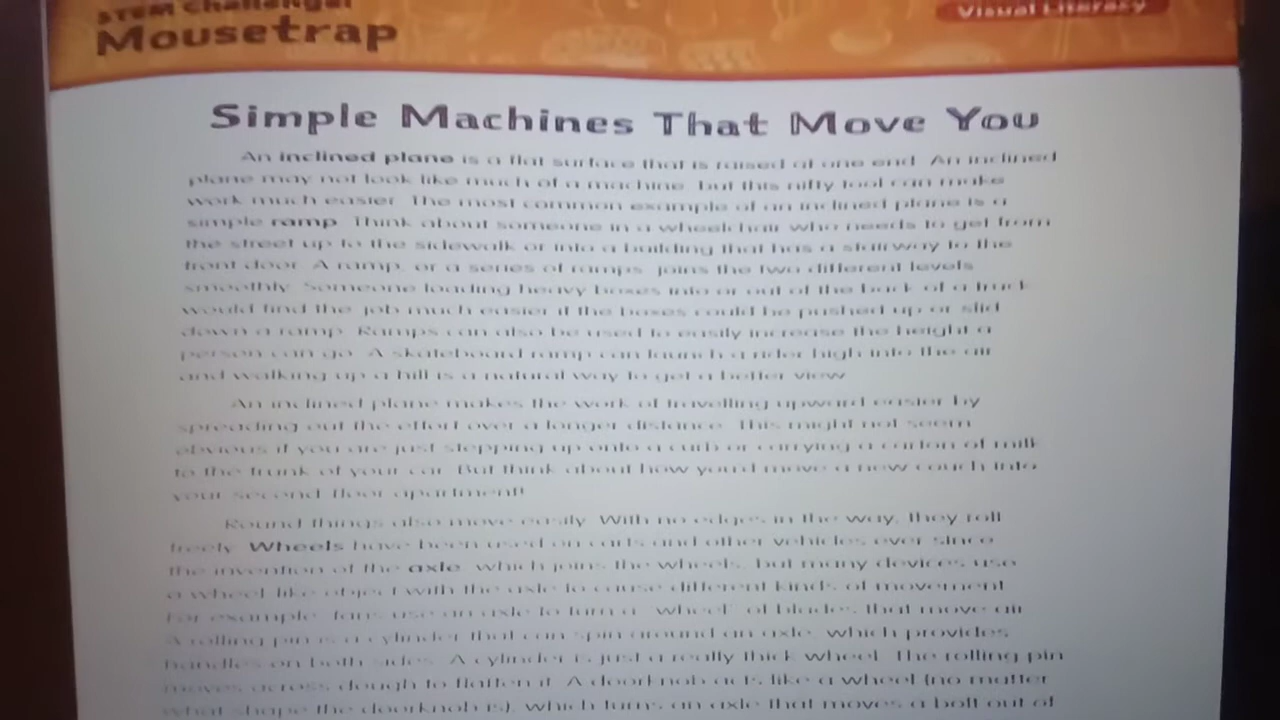 STEM Challenge!
Mousetrap
Visual Literacy
Simple Machines That Move You
An inclined plane is a flat surface that is raised at one end. An inclined
plane may not look like much of a machine, but this nifty tool can make
work much easier. The most common example of an inclined plane is a
simple ramp. Think about someone in a wheelchair who needs to get from
the street up to the sidewalk or into a building that has a stairway to the
front door. A ramp, or a series of ramps, joins the two different levels
smoothly. Someone loading heavy boxes into or out of the back of a truck
would find the job much easier if the boxes could be pushed up or slid
down a ramp. Ramps can also be used to easily increase the height a
person can go. A skateboard ramp can launch a rider high into the air
and walking up a hill is a natural way to get a better view.
An inclined plane makes the work of travelling upward easier by
spreading out the effort over a longer distance. This might not seem
obvious if you are just stepping up onto a curb or carrying a carton of milk
to the trunk of your car. But think about how you'd move a new couch into
your second floor apartment!
Round things also move easily. With no edges in the way, they roll
freely. Wheels have been used on carts and other vehicles ever since
the invention of the axle, which joins the wheels, but many devices use
a wheel-like object with the axle to cause different kinds of movement.
For example, fans use an axle to turn a "wheel" of blades that move air.
A rolling pin is a cylinder that can spin around an axle, which provides
handles on both sides. A cylinder is just a really thick wheel. The rolling pin
moves across dough to flatten it. A doorknob acts like a wheel (no matter
what shape the doorknob is), which turns an axle that moves a bolt out of